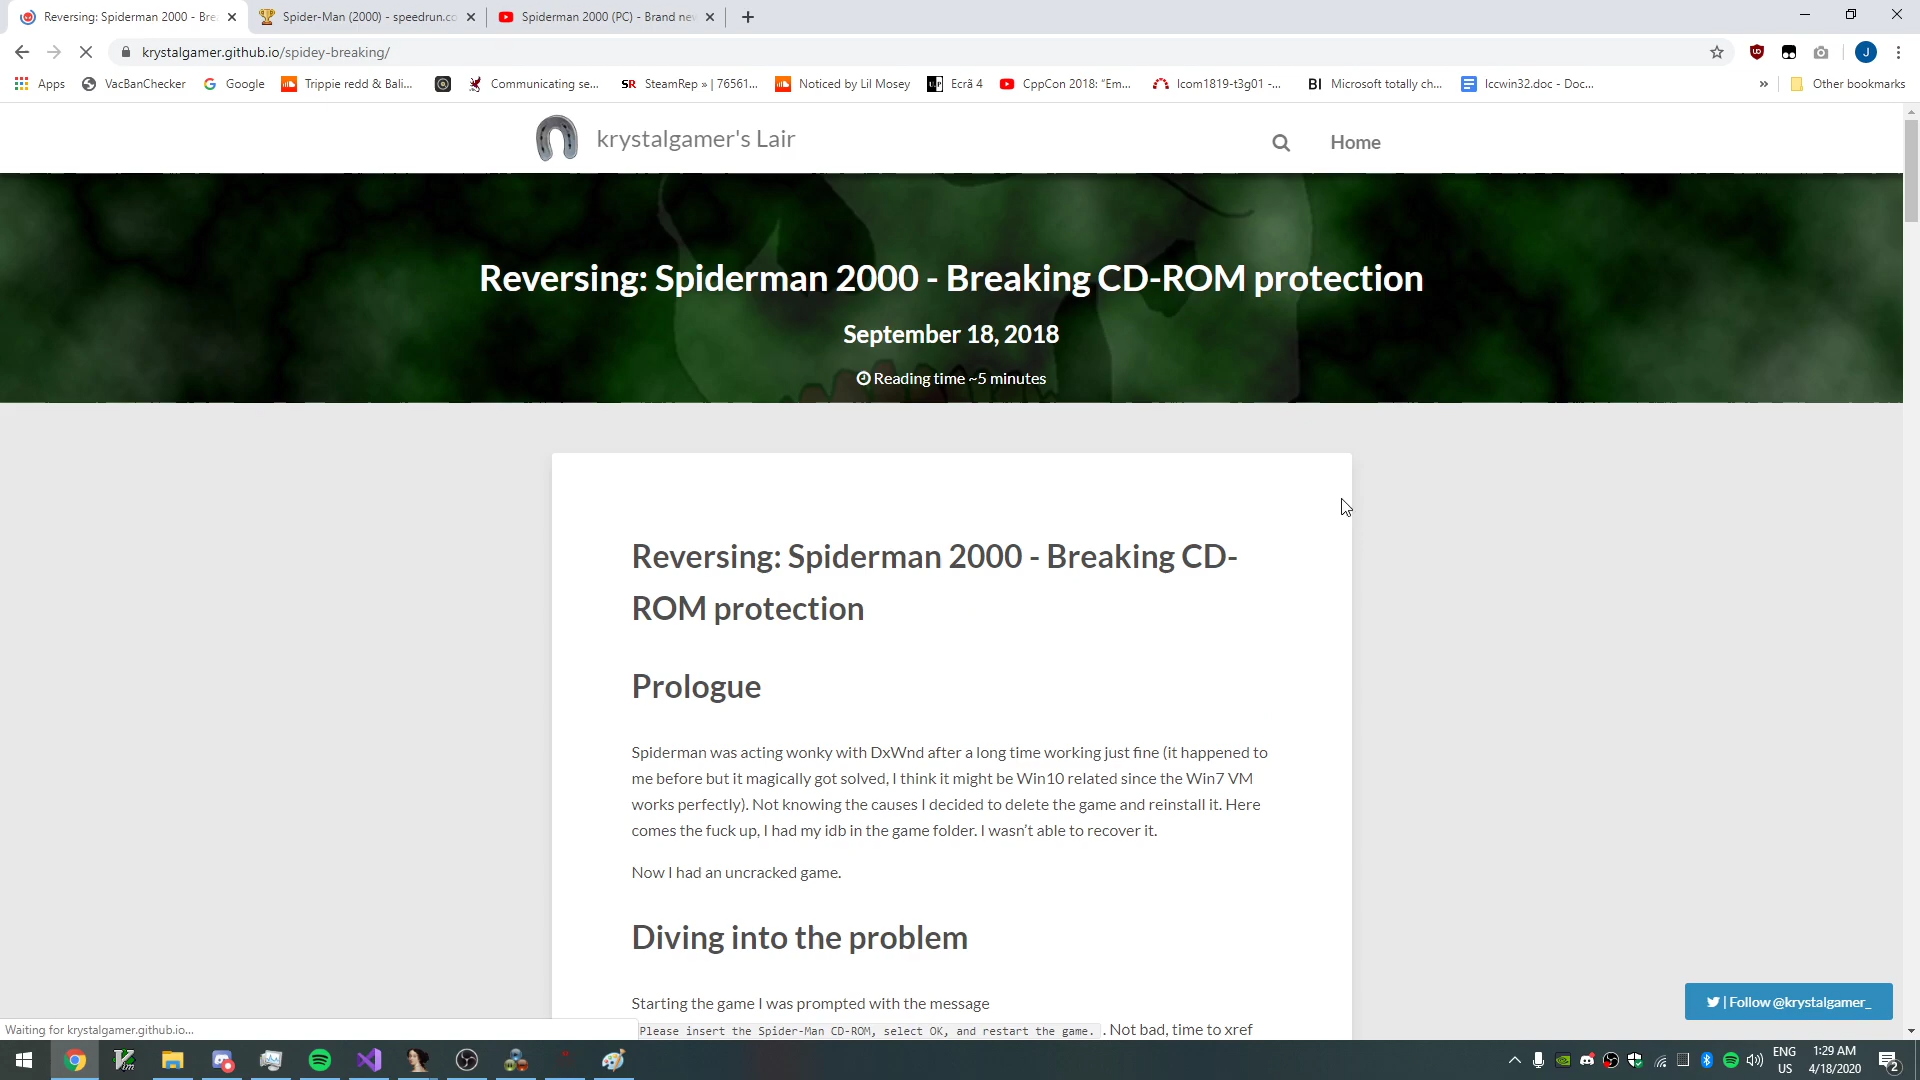 Reversing: Spiderman 2000 - Bre
Spider-Man (2000) - speedrun.co
Spiderman 2000 (PC) - Brand ne
krystalgamer.github.io/spidey-breaking/
UD
J
Apps
VacBanChecker
Google
Trippie redd & Bali...
Communicating se...
SR
SteamRep » | 76561...
Noticed by Lil Mosey
Ecrã 4
CppCon 2018: “Em...
lcom1819-t3g01 -...
BI
Microsoft totally ch...
lccwin32.doc - Doc...
»
Other bookmarks
krystalgamer's Lair
Home
Reversing: Spiderman 2000 - Breaking CD-ROM protection
September 18, 2018
Reading time ~5 minutes
Reversing: Spiderman 2000 - Breaking CD-
ROM protection
Prologue
Spiderman was acting wonky with DxWnd after a long time working just fine (it happened to
me before but it magically got solved, I think it might be Win10 related since the Win7 VM
works perfectly). Not knowing the causes I decided to delete the game and reinstall it. Here
comes the fuck up, I had my idb in the game folder. I wasn’t able to recover it.
Now I had an uncracked game.
Diving into the problem
Starting the game I was prompted with the message
Please insert the Spider-Man CD-ROM, select OK, and restart the game. . Not bad, time to xref
| Follow @krystalgamer_
Waiting for krystalgamer.github.io...
Vim
ENG
US
1:29 AM
4/18/2020
2